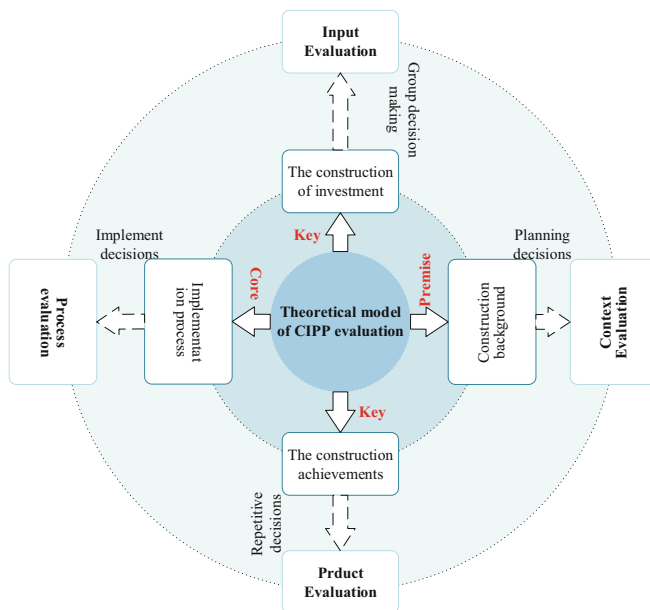 Input
Evaluation
Group decision
making
The construction
of investment
Key
Implement
decisions
Planning
decisions
Process
evaluation
Implementat
ion process
Core
Theoretical model
of CIPP evaluation
Premise
Construction
background
Context
Evaluation
Key
The construction
achievements
Repetitive
decisions
Prduct Evaluation